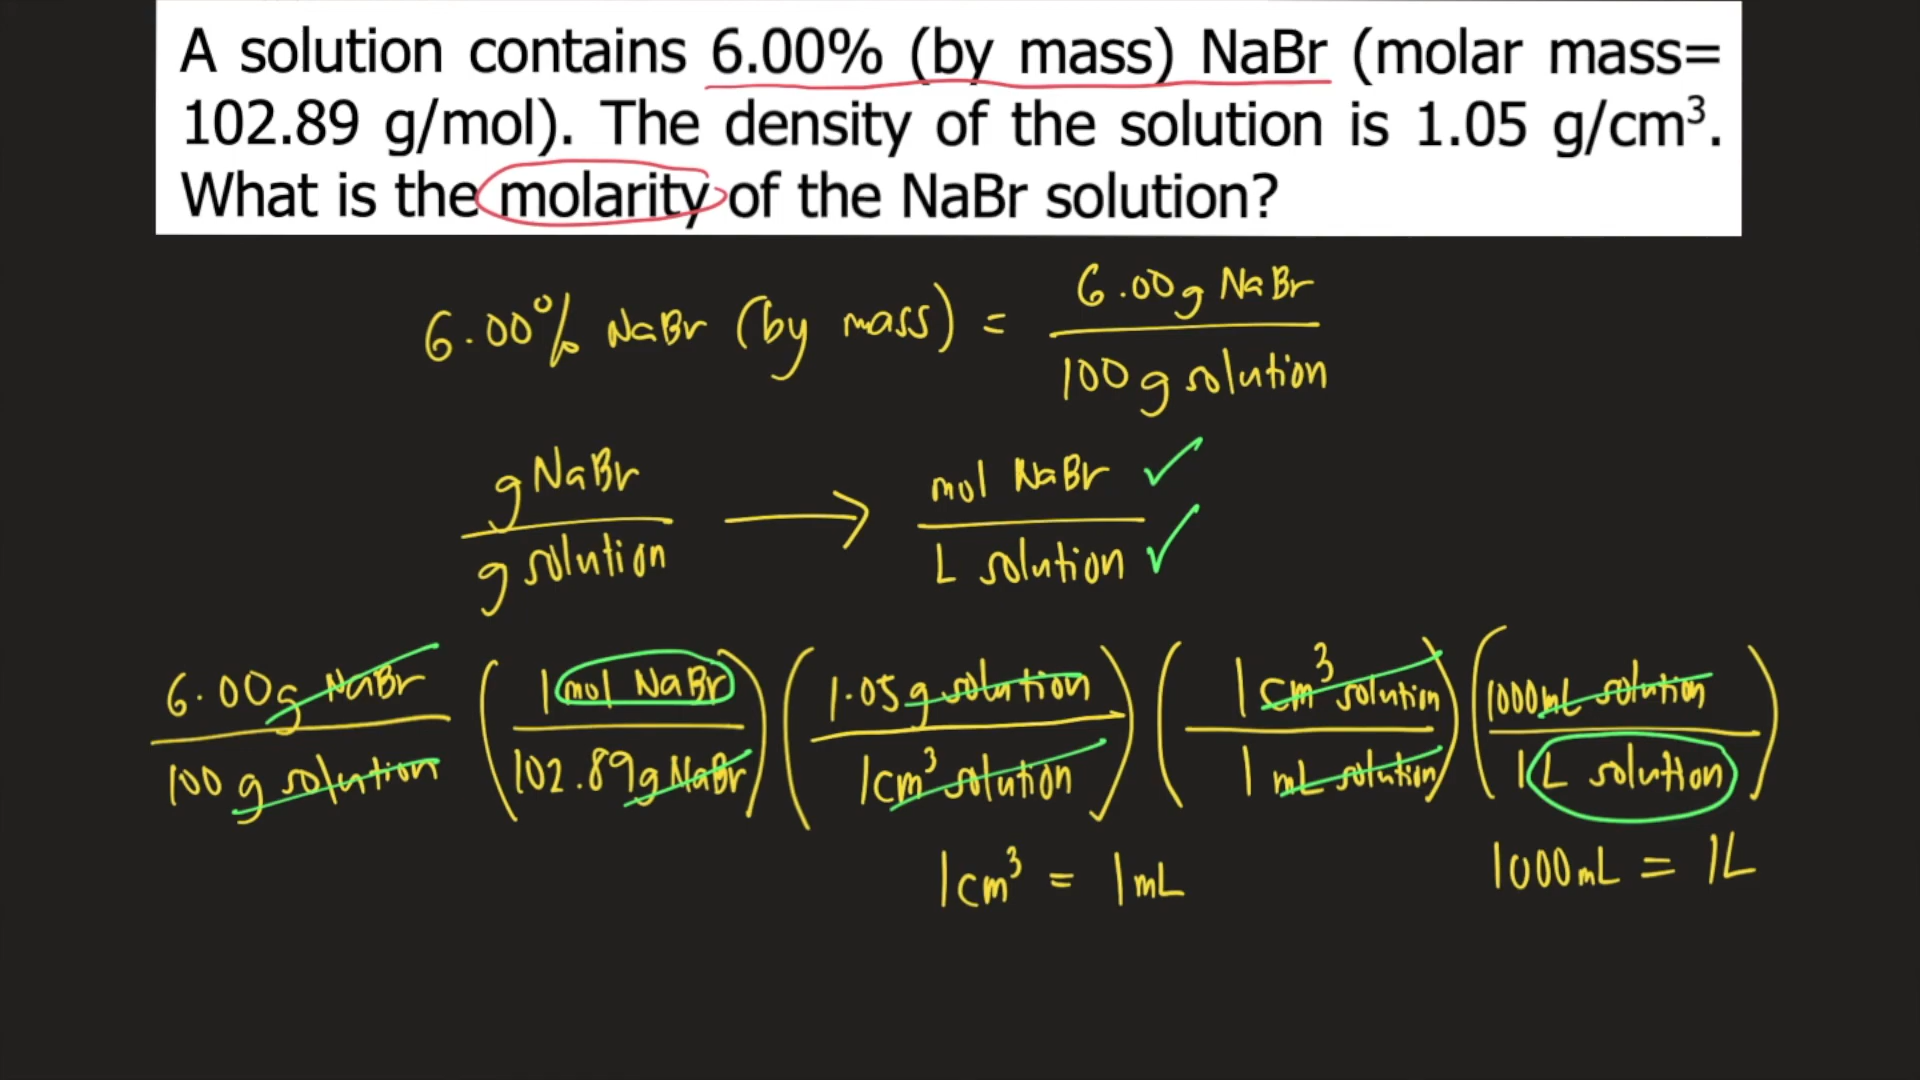 A solution contains 6.00% (by mass) NaBr (molar mass=
102.89 g/mol). The density of the solution is 1.05 g/cm³.
What is the molarity of the NaBr solution?
6.00% NaBr (by mass) = 6.00g NaBr / 100 g solution
g NaBr / g solution → mol NaBr ✓ / L solution ✓
6.00g NaBr / 100 g solution (1 mol NaBr / 102.89g NaBr) (1.05 g solution / 1cm³ solution) (1 cm³ solution / 1 mL solution) (1000mL solution / 1 L solution)
1cm³ = 1mL
1000mL = 1L